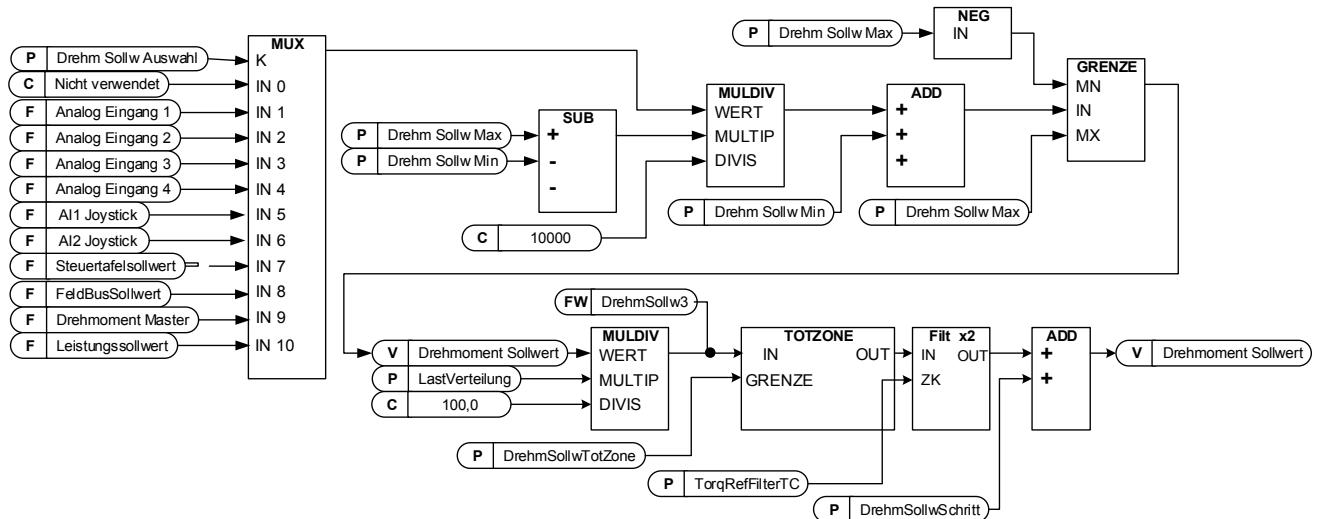 NEG
P Drehm Sollw Max
IN
MUX
P Drehm Sollw Auswahl
K
C Nicht verwendet
IN 0
F Analog Eingang 1
IN 1
F Analog Eingang 2
IN 2
F Analog Eingang 3
IN 3
F Analog Eingang 4
IN 4
F AI1 Joystick
IN 5
F AI2 Joystick
IN 6
F Steuertafelsollwert
IN 7
F FeldBusSollwert
IN 8
F Drehmoment Master
IN 9
F Leistungssollwert
IN 10
SUB
P Drehm Sollw Max
+
P Drehm Sollw Min
-
-
C 10000
MULDIV
WERT
MULTIP
DIVIS
ADD
+
+
+
P Drehm Sollw Min
P Drehm Sollw Max
GRENZE
MN
IN
MX
FW DrehmSollw3
V Drehmoment Sollwert
P LastVerteilung
C 100,0
MULDIV
WERT
MULTIP
DIVIS
TOTZONE
IN OUT
GRENZE
Filt x2
IN OUT
ZK
ADD
+
+
V Drehmoment Sollwert
P DrehmSollwTotZone
P TorqRefFilterTC
P DrehmSollwSchritt